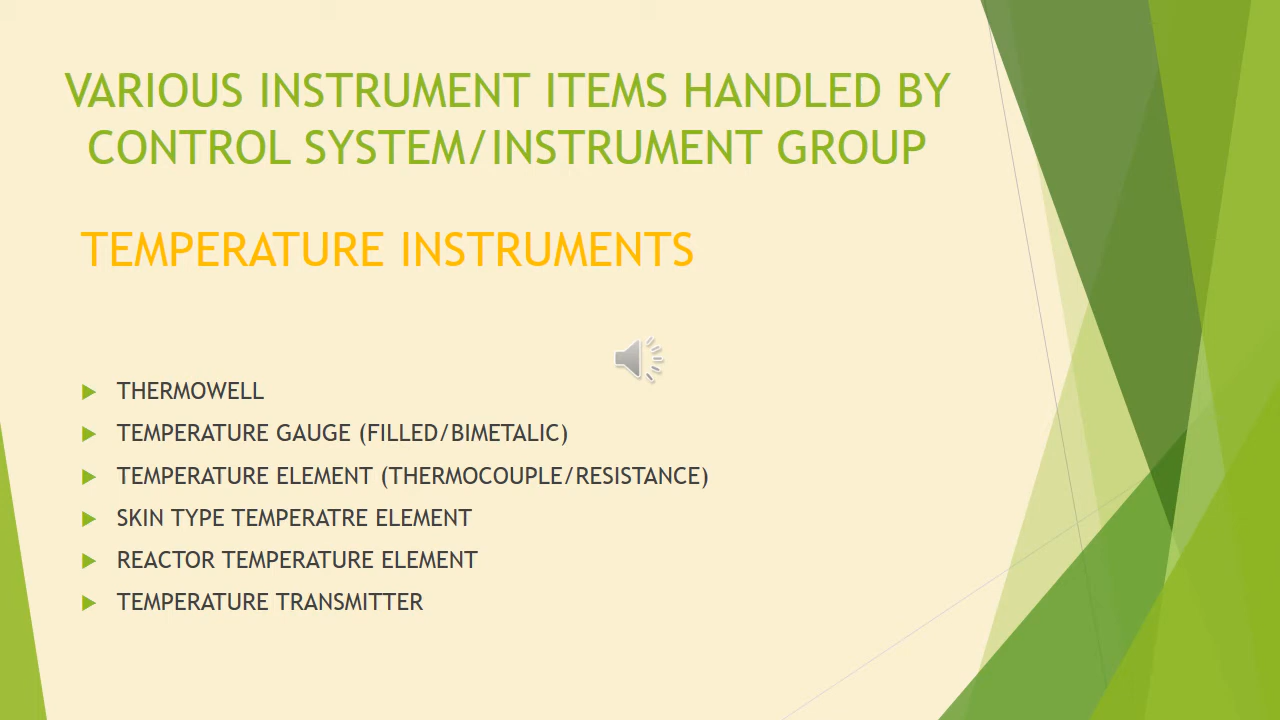 VARIOUS INSTRUMENT ITEMS HANDLED BY
CONTROL SYSTEM/INSTRUMENT GROUP
TEMPERATURE INSTRUMENTS
THERMOWELL
TEMPERATURE GAUGE (FILLED/BIMETALIC)
TEMPERATURE ELEMENT (THERMOCOUPLE/RESISTANCE)
SKIN TYPE TEMPERATRE ELEMENT
REACTOR TEMPERATURE ELEMENT
TEMPERATURE TRANSMITTER